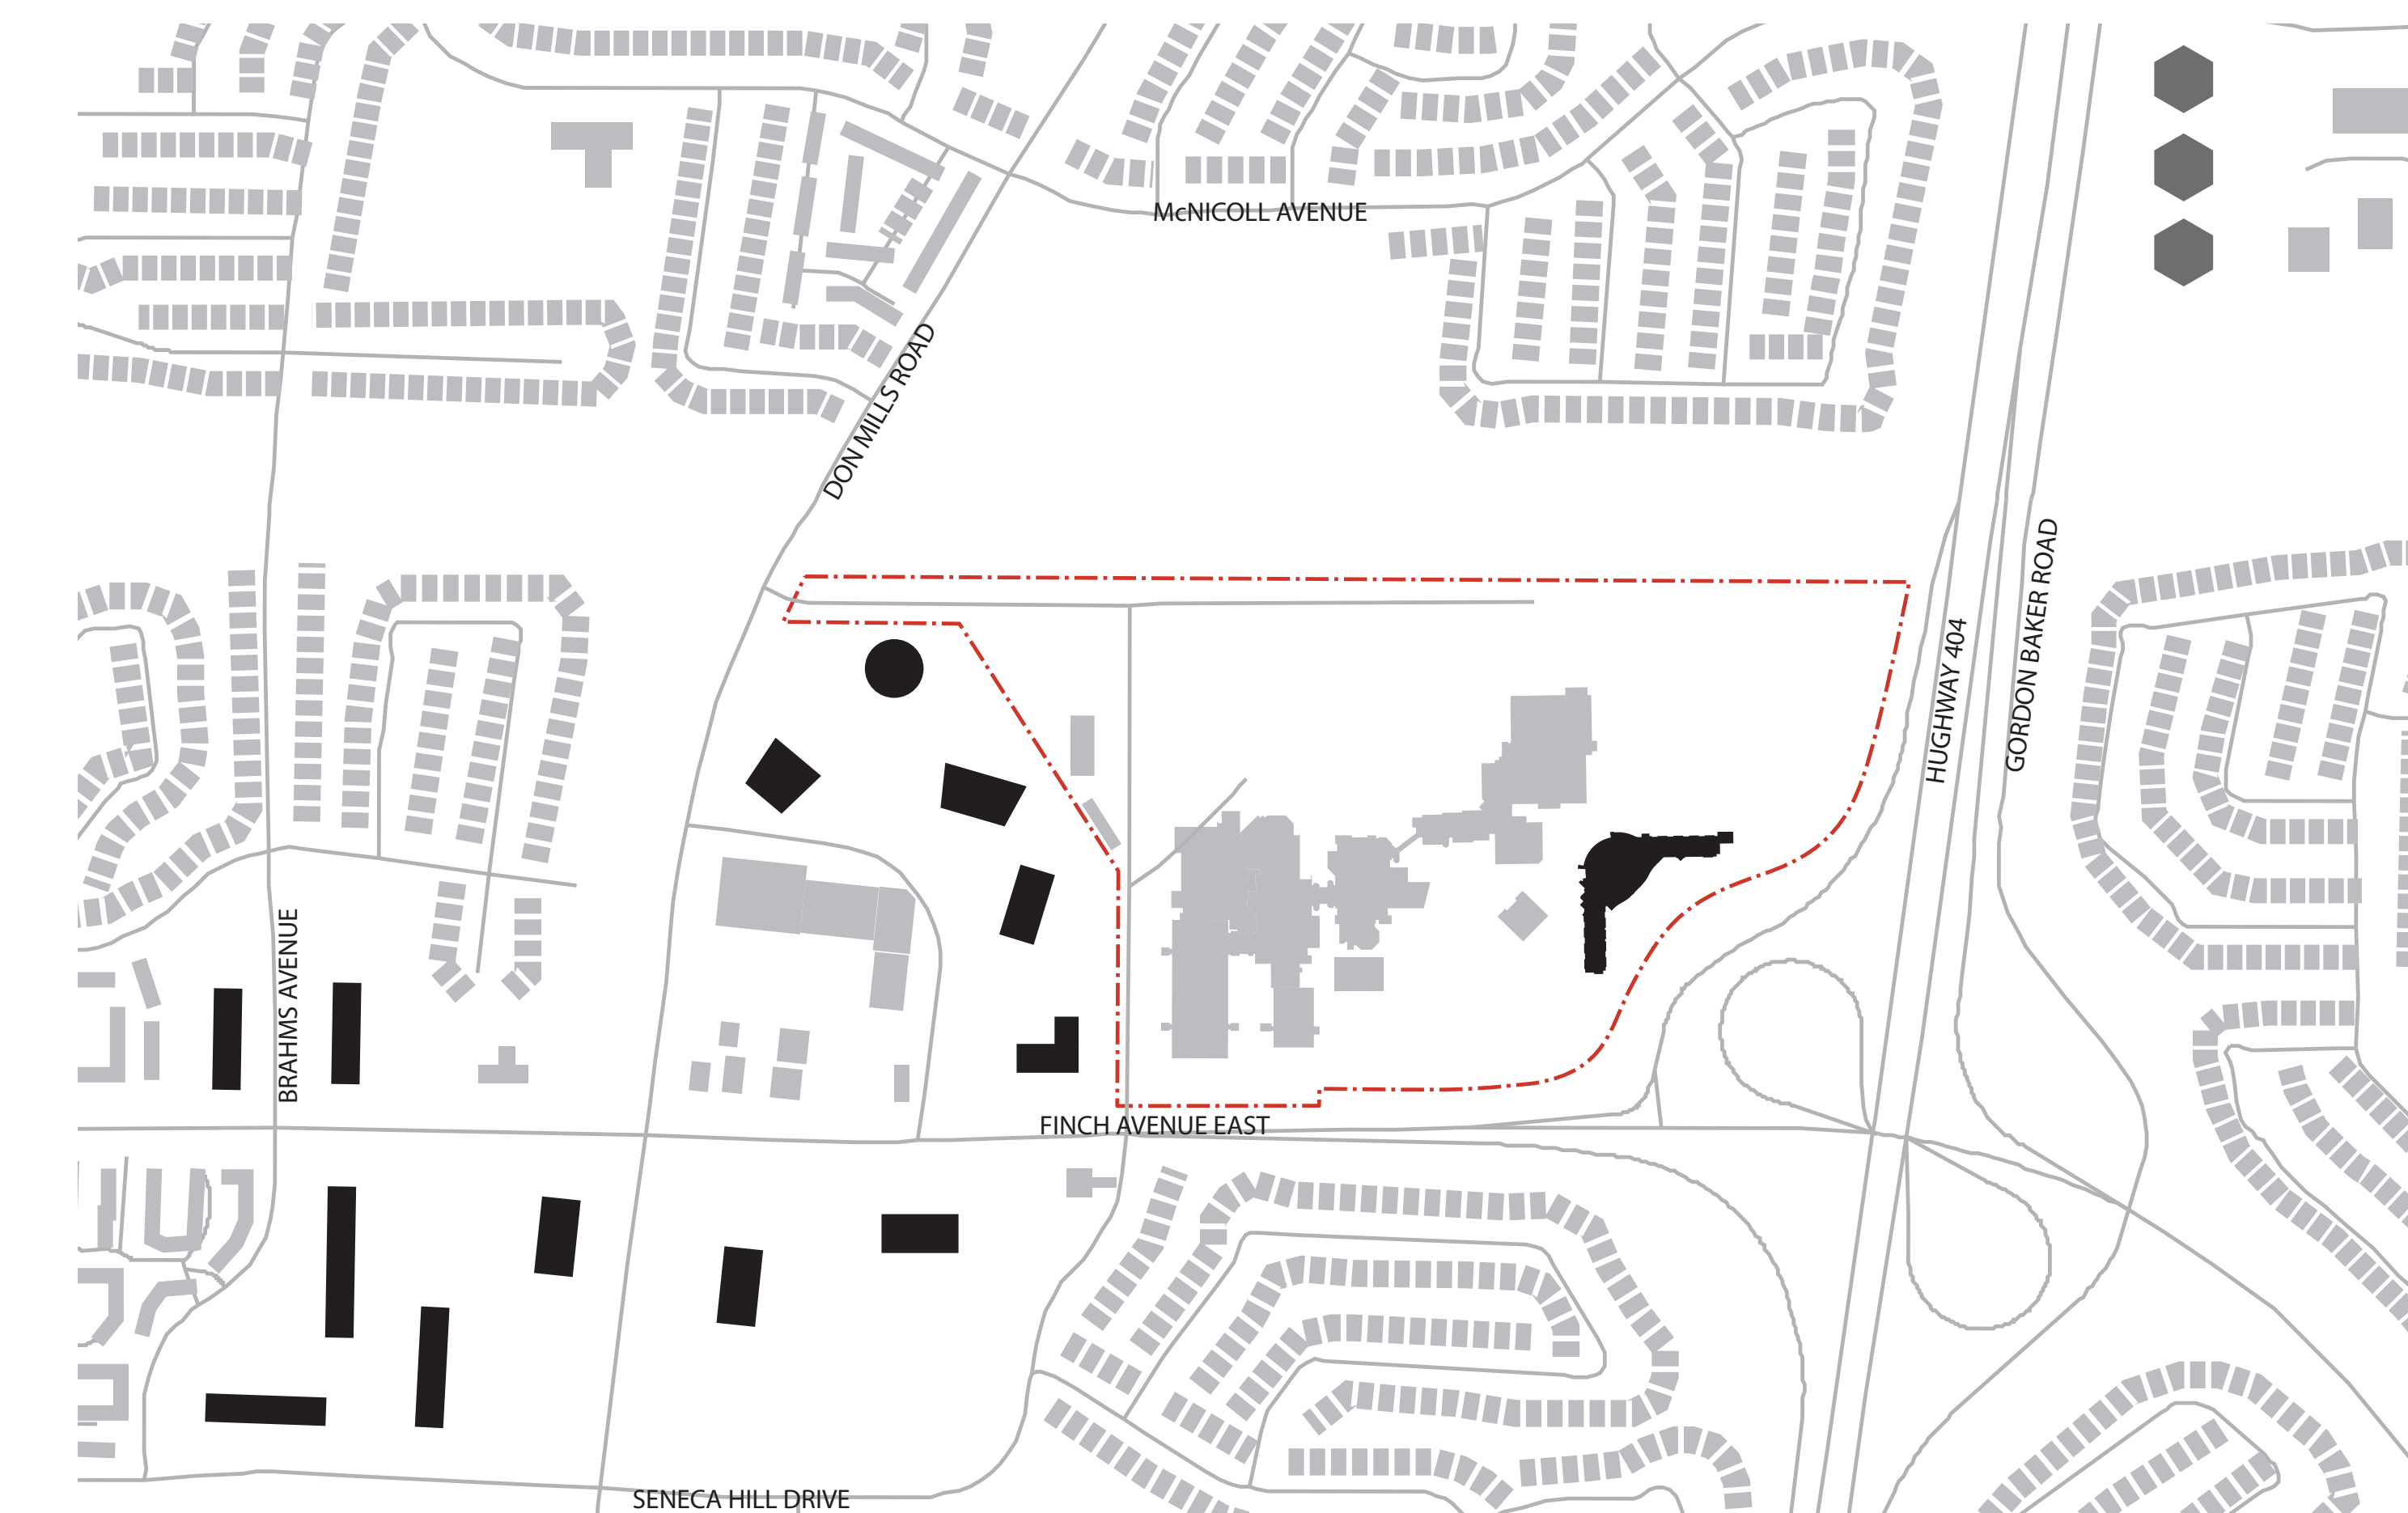 McNICOLL AVENUE
DON MILLS ROAD
HUGHWAY 404
GORDON BAKER ROAD
BRAHMS AVENUE
FINCH AVENUE EAST
SENECA HILL DRIVE